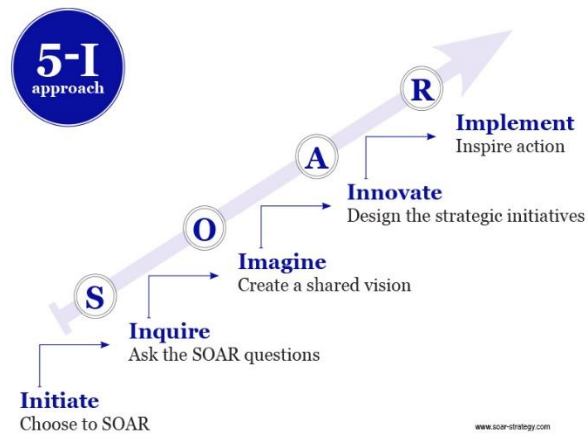 5-I
approach
R
Implement
Inspire action
A
Innovate
Design the strategic initiatives
O
Imagine
Create a shared vision
S
Inquire
Ask the SOAR questions
Initiate
Choose to SOAR
www.soar-strategy.com